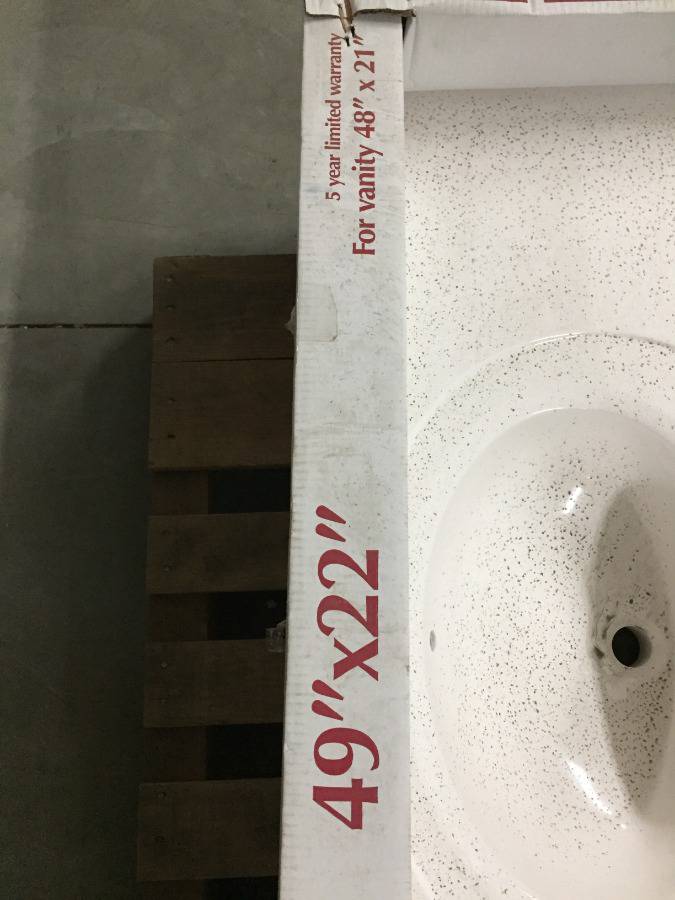 49"x22"
5 year limited warranty
For vanity 48" x 21"